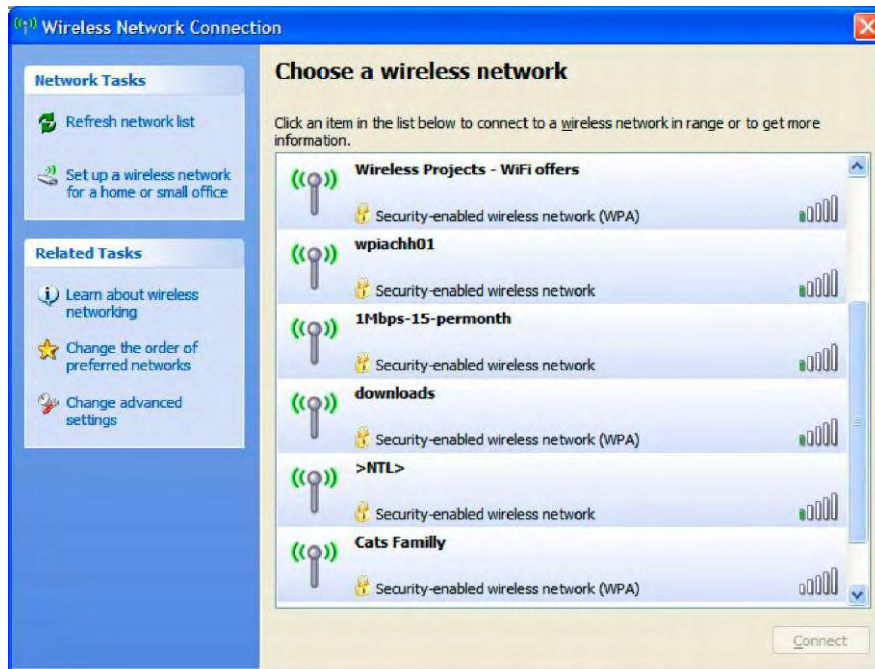 Wireless Network Connection
Network Tasks
Refresh network list
Set up a wireless network
for a home or small office
Related Tasks
Learn about wireless
networking
Change the order of
preferred networks
Change advanced
settings
Choose a wireless network
Click an item in the list below to connect to a wireless network in range or to get more
information.
Wireless Projects - WiFi offers
Security-enabled wireless network (WPA)
wpiachh01
Security-enabled wireless network
1Mbps-15-permonth
Security-enabled wireless network
downloads
Security-enabled wireless network (WPA)
>NTL>
Security-enabled wireless network
Cats Familly
Security-enabled wireless network (WPA)
Connect